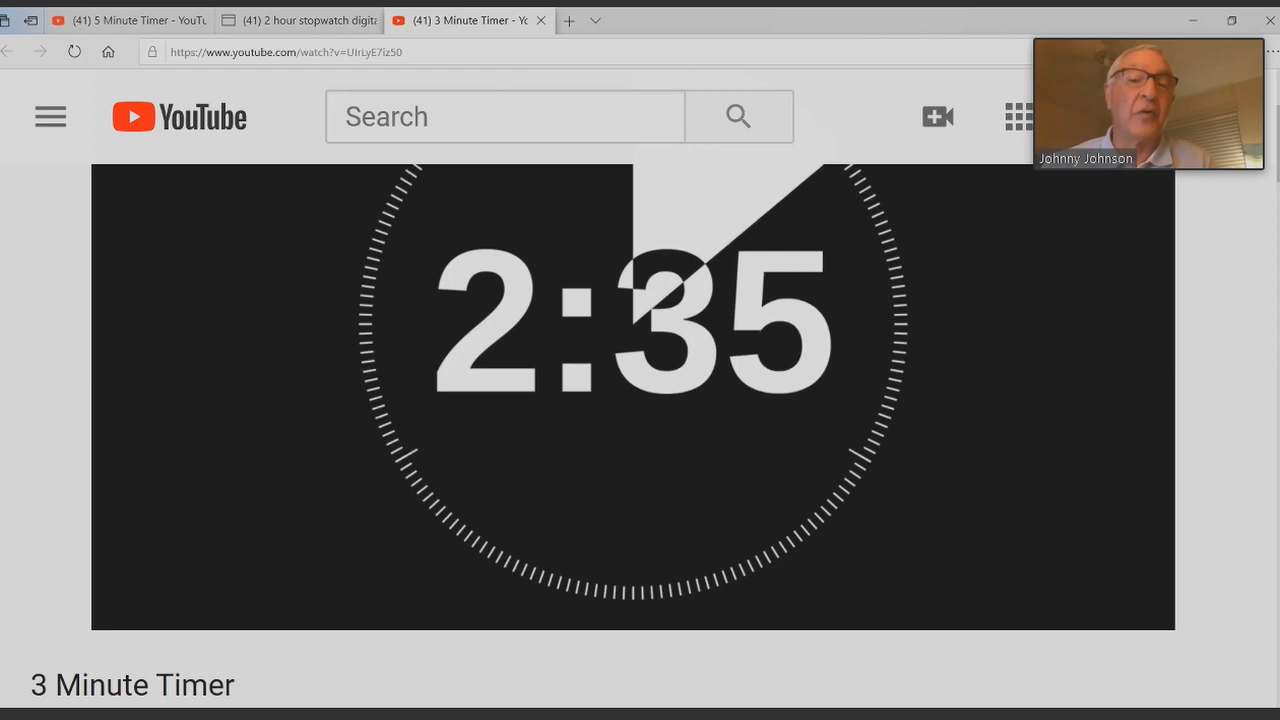 (41) 5 Minute Timer - YouTu
(41) 2 hour stopwatch digita
(41) 3 Minute Timer - Yo
https://www.youtube.com/watch?v=UIrLyE7iz50
YouTube
Search
Johnny Johnson
2:35
3 Minute Timer